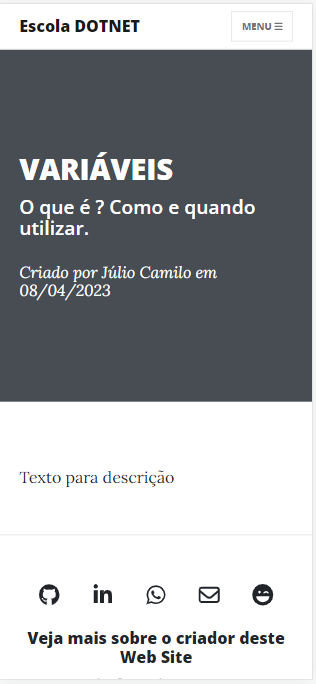 Escola DOTNET
MENU ☰
VARIÁVEIS
O que é ? Como e quando
utilizar.
Criado por Júlio Camilo em
08/04/2023
Texto para descrição
Veja mais sobre o criador deste
Web Site